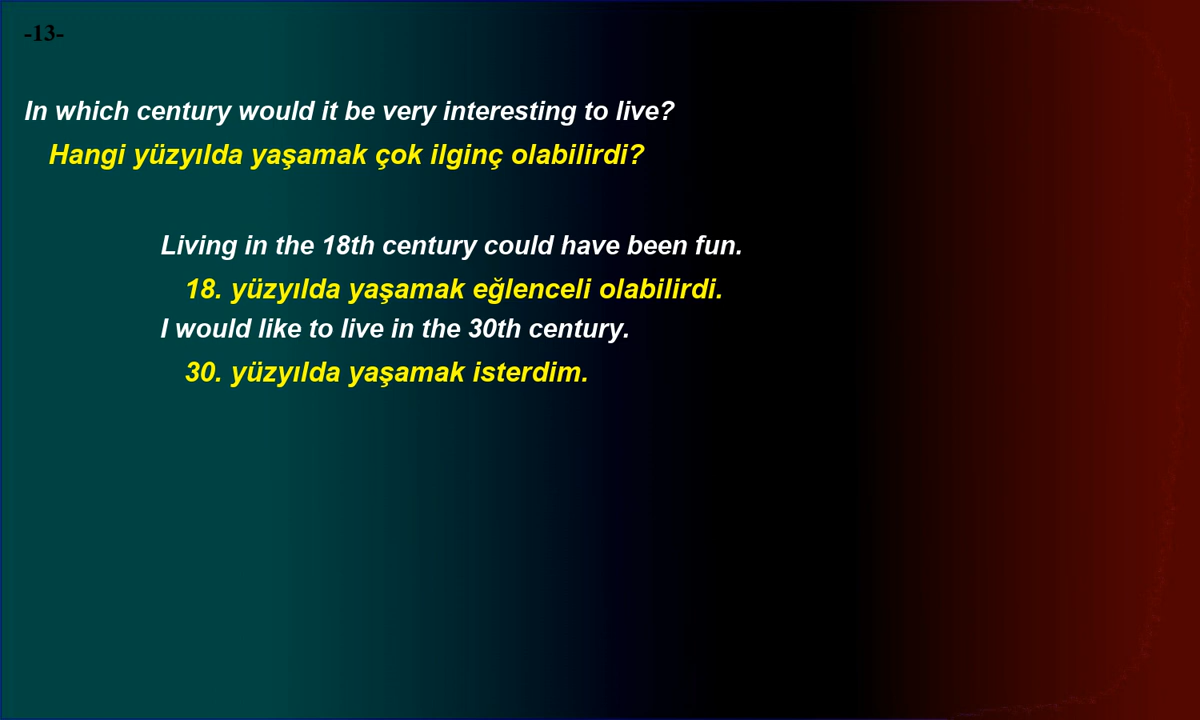 -13-
In which century would it be very interesting to live?
Hangi yüzyılda yaşamak çok ilginç olabilirdi?
Living in the 18th century could have been fun.
18. yüzyılda yaşamak eğlenceli olabilirdi.
I would like to live in the 30th century.
30. yüzyılda yaşamak isterdim.